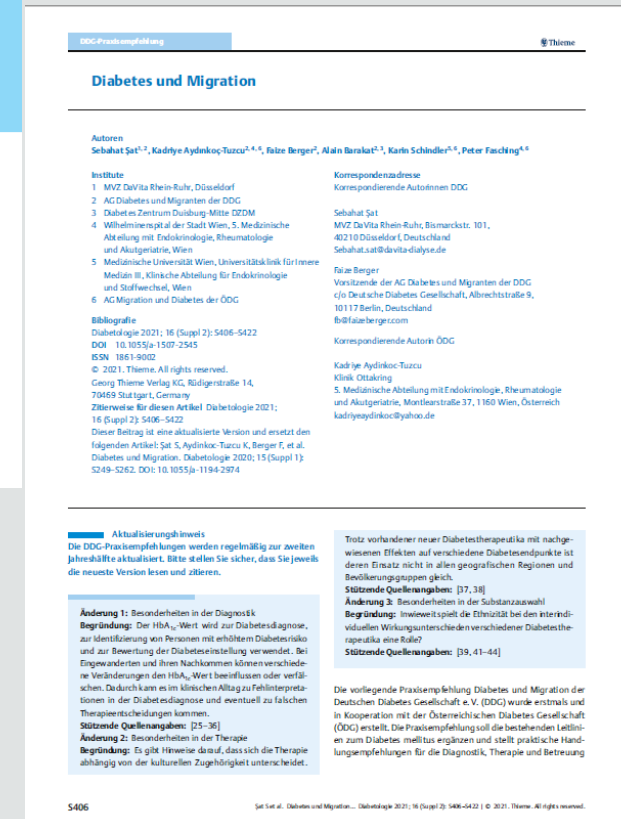 DDG-Praxisempfehlung
Thieme
Diabetes und Migration
Autoren
Sebahat Şat1, 2, Kadriye Aydınkoç-Tuzcu2, 4, 6, Faize Berger2, Alain Barakat2, 3, Karin Schindler5, 6, Peter Fasching4, 6
Institute
1 MVZ DaVita Rhein-Ruhr, Düsseldorf
2 AG Diabetes und Migranten der DDG
3 Diabetes Zentrum Duisburg-Mitte DZDM
4 Wilhelminenspital der Stadt Wien, 5. Medizinische
Abteilung mit Endokrinologie, Rheumatologie
und Akutgeriatrie, Wien
5 Medizinische Universität Wien, Universitätsklinik für Innere
Medizin III, Klinische Abteilung für Endokrinologie
und Stoffwechsel, Wien
6 AG Migration und Diabetes der ÖDG
Bibliografie
Diabetologie 2021; 16 (Suppl 2): S406–S422
DOI 10.1055/a-1507-2545
ISSN 1861-9002
© 2021. Thieme. All rights reserved.
Georg Thieme Verlag KG, Rüdigerstraße 14,
70469 Stuttgart, Germany
Zitierweise für diesen Artikel Diabetologie 2021;
16 (Suppl 2): S406–S422
Dieser Beitrag ist eine aktualisierte Version und ersetzt den
folgenden Artikel: Şat S, Aydınkoc-Tuzcu K, Berger F, et al.
Diabetes und Migration. Diabetologie 2020; 15 (Suppl 1):
S249–S262. DOI: 10.1055/a-1194-2974
Korrespondenzadresse
Korrespondierende Autorinnen DDG
Sebahat Şat
MVZ DaVita Rhein-Ruhr, Bismarckstr. 101,
40210 Düsseldorf, Deutschland
Sebahat.sat@davita-dialyse.de
Faize Berger
Vorsitzende der AG Diabetes und Migranten der DDG
c/o Deutsche Diabetes Gesellschaft, Albrechtstraße 9,
10117 Berlin, Deutschland
fb@faizeberger.com
Korrespondierende Autorin ÖDG
Kadriye Aydinkoc-Tuzcu
Klinik Ottakring
5. Medizinische Abteilung mit Endokrinologie, Rheumatologie
und Akutgeriatrie, Montlearstraße 37, 1160 Wien, Österreich
kadriyeaydinkoc@yahoo.de
Aktualisierungshinweis
Die DDG-Praxisempfehlungen werden regelmäßig zur zweiten
Jahreshälfte aktualisiert. Bitte stellen Sie sicher, dass Sie jeweils
die neueste Version lesen und zitieren.
Änderung 1: Besonderheiten in der Diagnostik
Begründung: Der HbA1c-Wert wird zur Diabetesdiagnose,
zur Identifizierung von Personen mit erhöhtem Diabetesrisiko
und zur Bewertung der Diabeteseinstellung verwendet. Bei
Eingewanderten und ihren Nachkommen können verschiede-
ne Veränderungen den HbA1c-Wert beeinflussen oder verfäl-
schen. Dadurch kann es im klinischen Alltag zu Fehlinterpreta-
tionen in der Diabetesdiagnose und eventuell zu falschen
Therapieentscheidungen kommen.
Stützende Quellenangaben: [25–36]
Änderung 2: Besonderheiten in der Therapie
Begründung: Es gibt Hinweise darauf, dass sich die Therapie
abhängig von der kulturellen Zugehörigkeit unterscheidet.
Trotz vorhandener neuer Diabetestherapeutika mit nachge-
wiesenen Effekten auf verschiedene Diabetesendpunkte ist
deren Einsatz nicht in allen geografischen Regionen und
Bevölkerungsgruppen gleich.
Stützende Quellenangaben: [37, 38]
Änderung 3: Besonderheiten in der Substanzauswahl
Begründung: Inwieweit spielt die Ethnizität bei den interindi-
viduellen Wirkungsunterschieden verschiedener Diabetesthe-
rapeutika eine Rolle?
Stützende Quellenangaben: [39, 41–44]
Die vorliegende Praxisempfehlung Diabetes und Migration der
Deutschen Diabetes Gesellschaft e. V. (DDG) wurde erstmals und
in Kooperation mit der Österreichischen Diabetes Gesellschaft
(ÖDG) erstellt. Die Praxisempfehlung soll die bestehenden Leitlini-
en zum Diabetes mellitus ergänzen und stellt praktische Hand-
lungsempfehlungen für die Diagnostik, Therapie und Betreuung
S406
Şat S et al. Diabetes und Migration... Diabetologie 2021; 16 (Suppl 2): S406–S422 | © 2021. Thieme. All rights reserved.